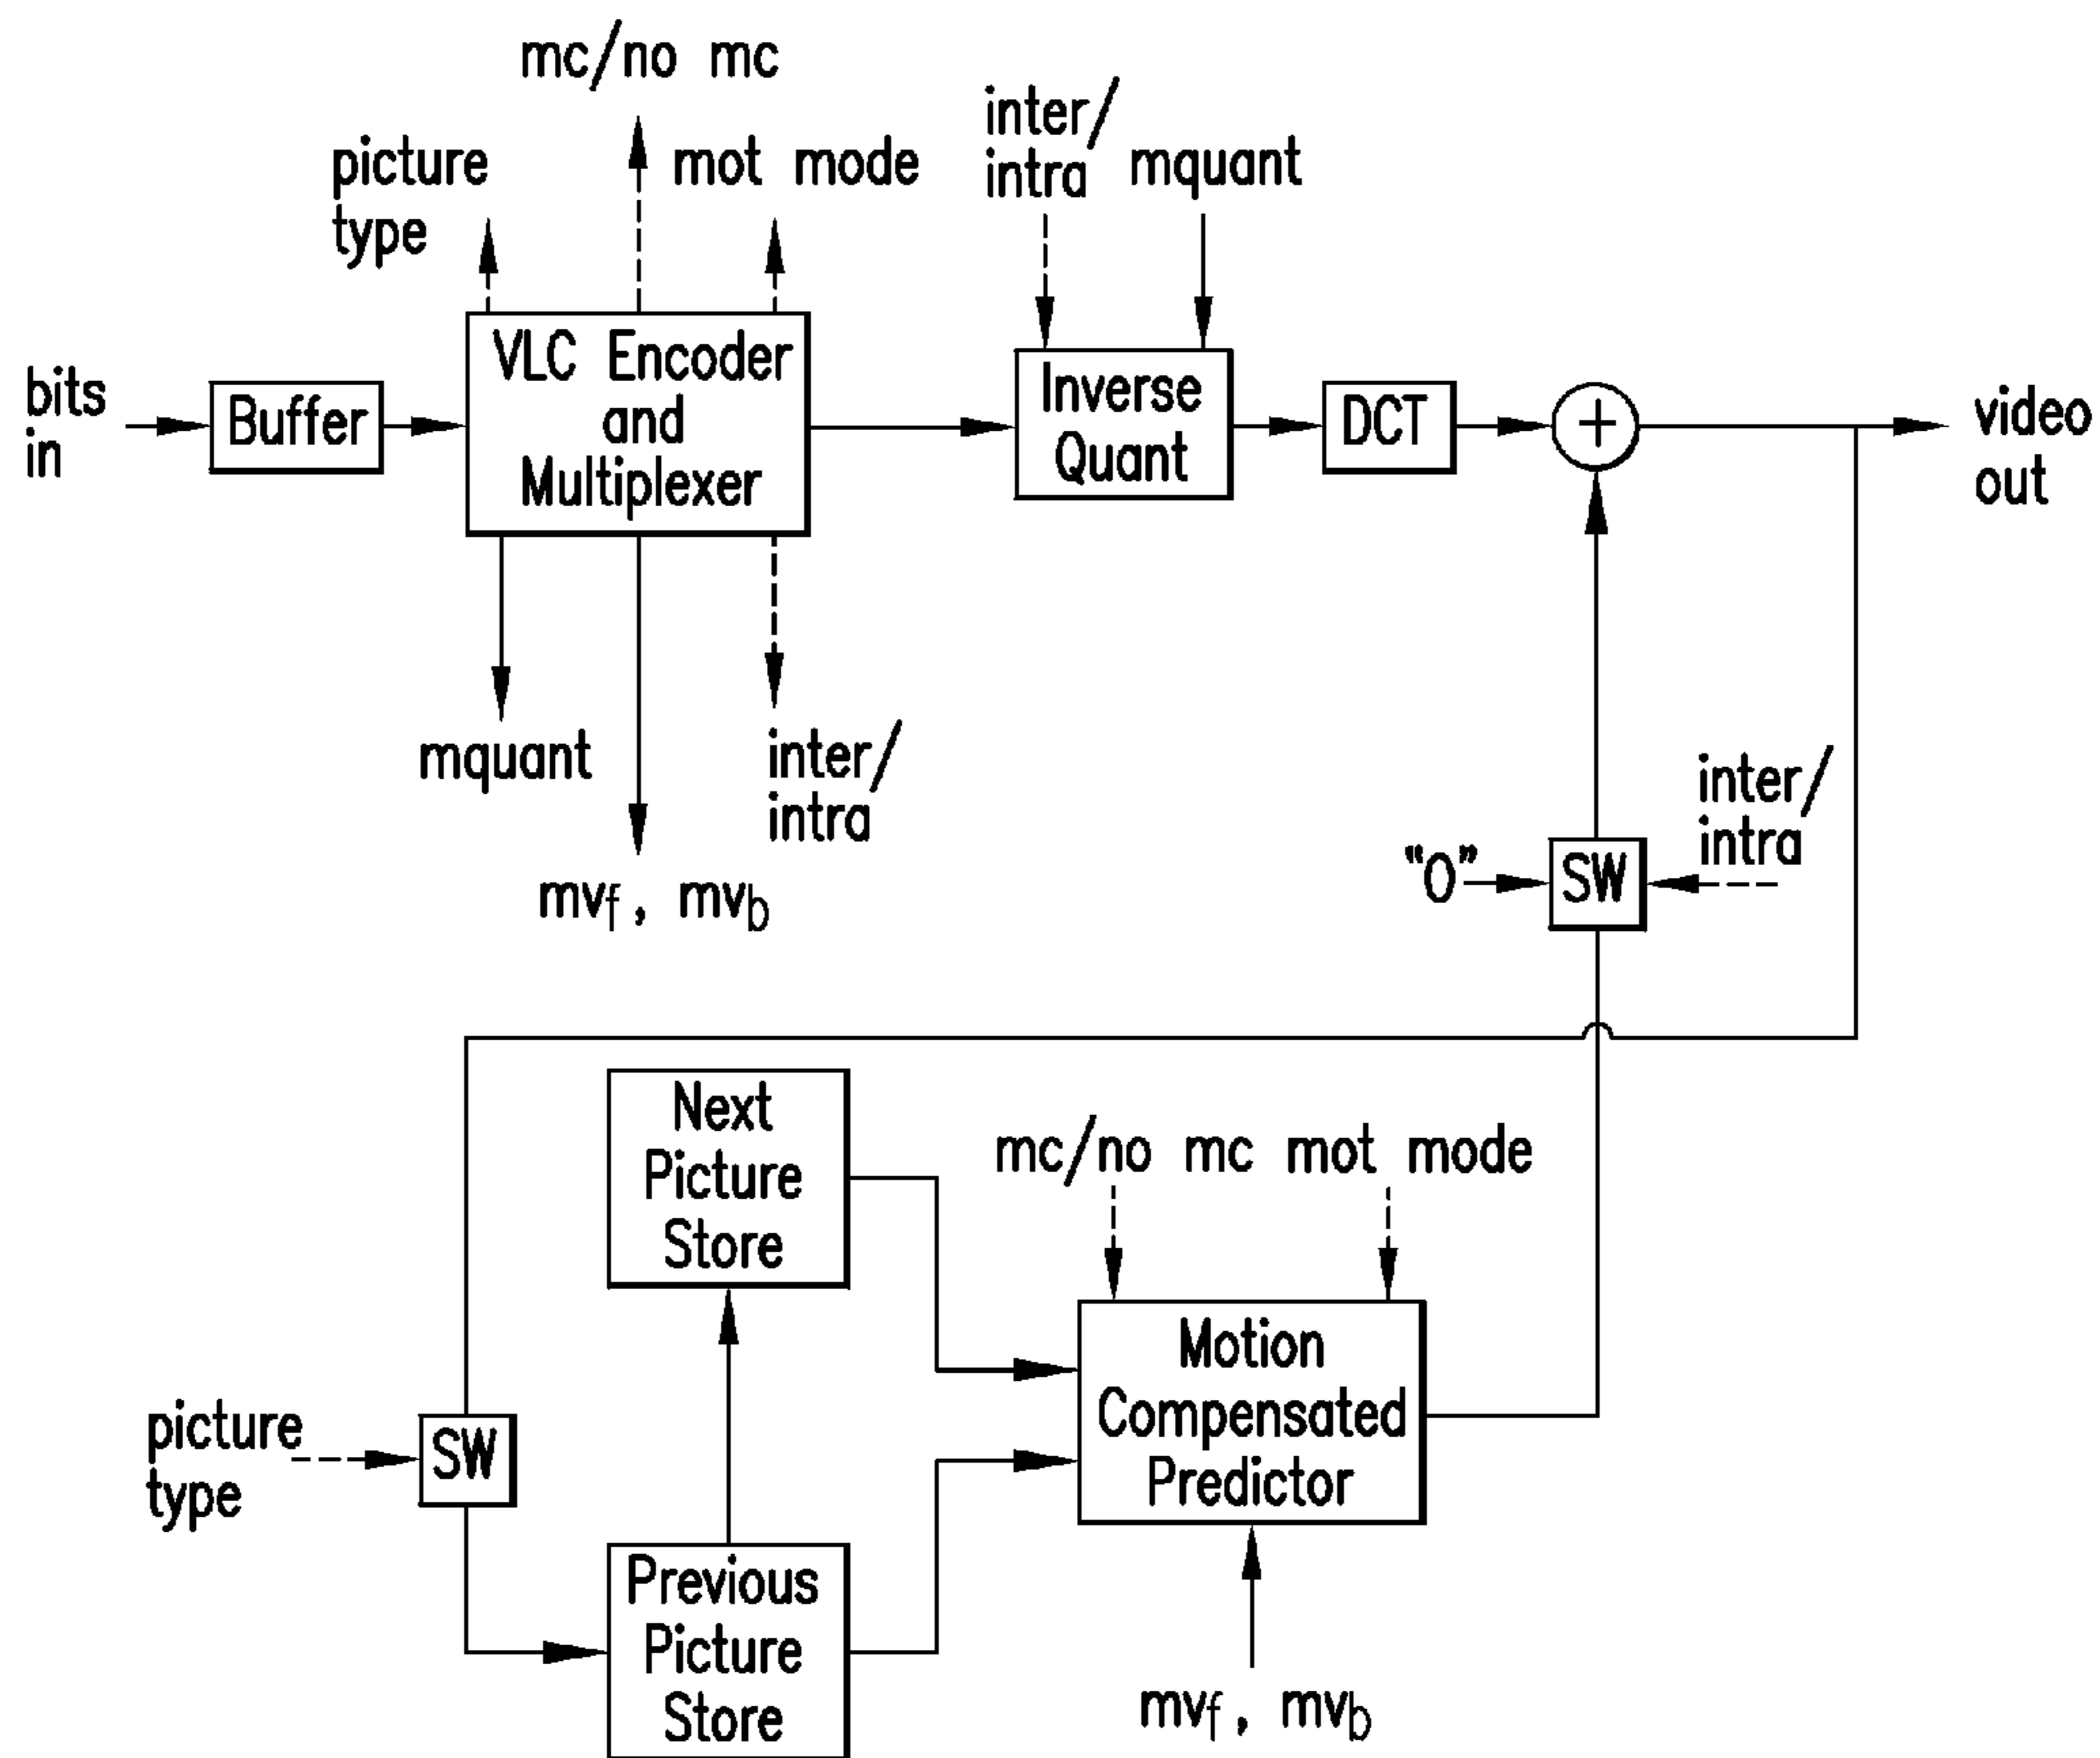 mc/no mc
picture
type
mot mode
inter/
intra
mquant
bits
in
Buffer
VLC Encoder
and
Multiplexer
Inverse
Quant
DCT
+
video
out
mquant
mvf, mvb
inter/
intra
"0"
SW
inter/
intra
Next
Picture
Store
mc/no mc
mot mode
picture
type
SW
Motion
Compensated
Predictor
Previous
Picture
Store
mvf, mvb